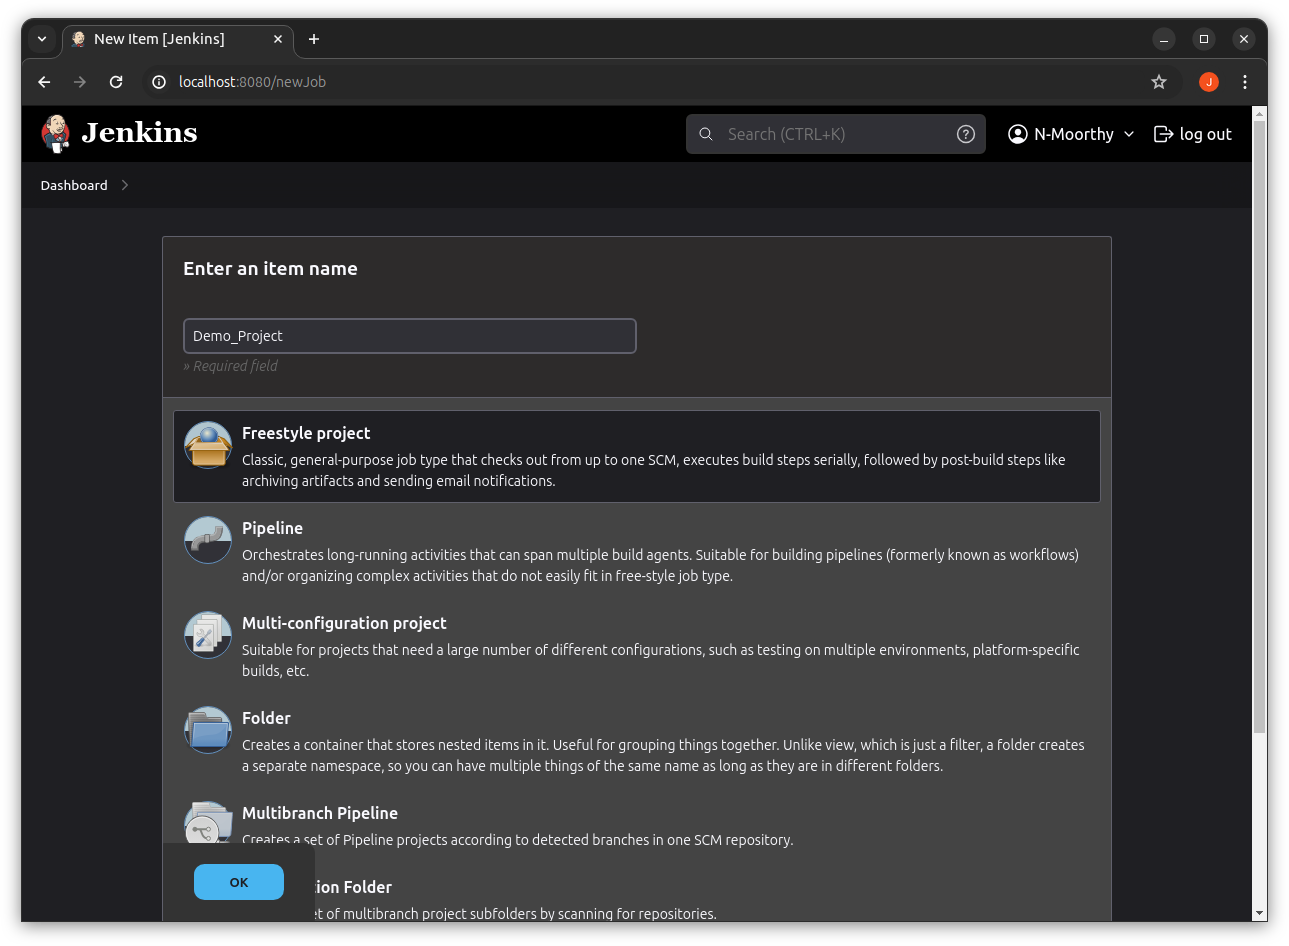 New Item [Jenkins]
localhost:8080/newJob
J
Jenkins
Search (CTRL+K)
?
N-Moorthy
log out
Dashboard
Enter an item name
Demo_Project
» Required field
Freestyle project
Classic, general-purpose job type that checks out from up to one SCM, executes build steps serially, followed by post-build steps like
archiving artifacts and sending email notifications.
Pipeline
Orchestrates long-running activities that can span multiple build agents. Suitable for building pipelines (formerly known as workflows)
and/or organizing complex activities that do not easily fit in free-style job type.
Multi-configuration project
Suitable for projects that need a large number of different configurations, such as testing on multiple environments, platform-specific
builds, etc.
Folder
Creates a container that stores nested items in it. Useful for grouping things together. Unlike view, which is just a filter, a folder creates
a separate namespace, so you can have multiple things of the same name as long as they are in different folders.
Multibranch Pipeline
Creates a set of Pipeline projects according to detected branches in one SCM repository.
OK
tion Folder
et of multibranch project subfolders by scanning for repositories.